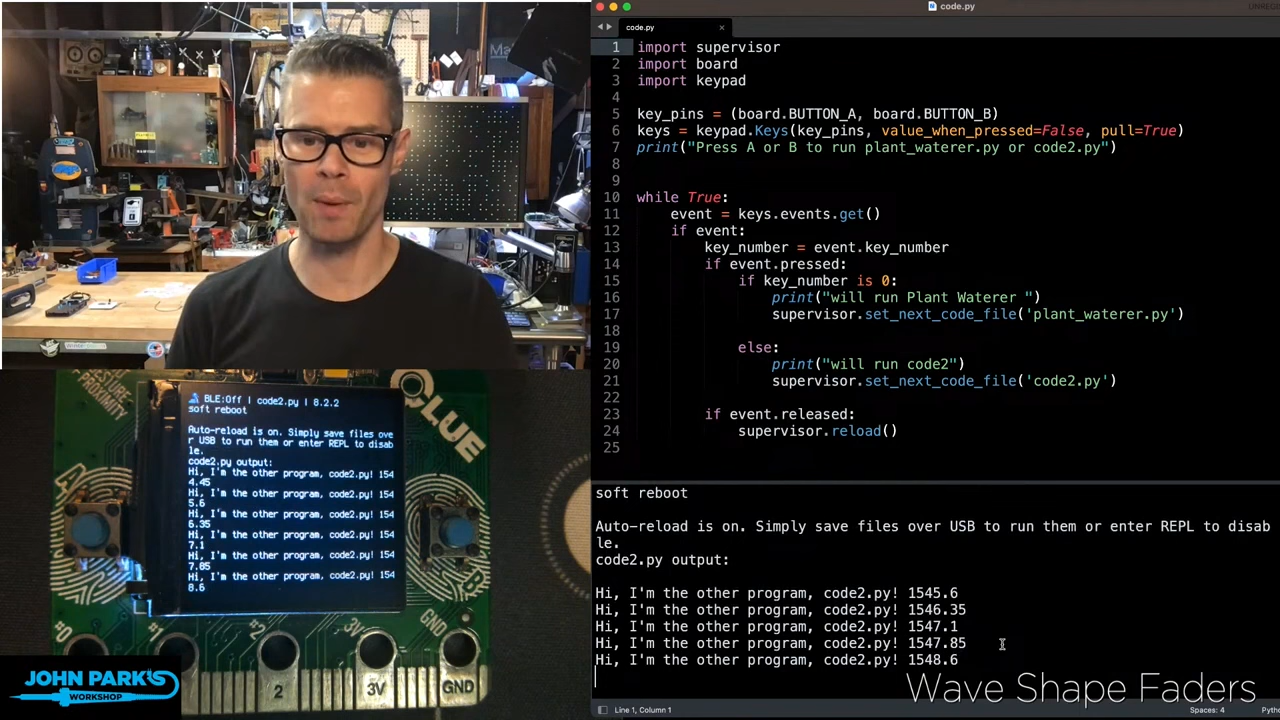 code.py
code.py
1 import supervisor
2 import board
3 import keypad
4
5 key_pins = (board.BUTTON_A, board.BUTTON_B)
6 keys = keypad.Keys(key_pins, value_when_pressed=False, pull=True)
7 print("Press A or B to run plant_waterer.py or code2.py")
8
9
10 while True:
11 event = keys.events.get()
12 if event:
13 key_number = event.key_number
14 if event.pressed:
15 if key_number is 0:
16 print("will run Plant Waterer ")
17 supervisor.set_next_code_file('plant_waterer.py')
18
19 else:
20 print("will run code2")
21 supervisor.set_next_code_file('code2.py')
22
23 if event.released:
24 supervisor.reload()
25
soft reboot
Auto-reload is on. Simply save files over USB to run them or enter REPL to disab
le.
code2.py output:
Hi, I'm the other program, code2.py! 1545.6
Hi, I'm the other program, code2.py! 1546.35
Hi, I'm the other program, code2.py! 1547.1
Hi, I'm the other program, code2.py! 1547.85
Hi, I'm the other program, code2.py! 1548.6
Line 1, Column 1
Spaces: 4
Wave Shape Faders
GESTURE+
PROXIMITY
CLUE
BLE:Off | code2.py | 8.2.2
soft reboot
Auto-reload is on. Simply save files ove
r USB to run them or enter REPL to disab
le.
code2.py output:
Hi, I'm the other program, code2.py! 154
4.45
Hi, I'm the other program, code2.py! 154
5.6
Hi, I'm the other program, code2.py! 154
6.35
Hi, I'm the other program, code2.py! 154
7.1
Hi, I'm the other program, code2.py! 154
7.85
Hi, I'm the other program, code2.py! 154
8.6
A
B
#0
#1
#2
3V
GND
2
3V
GND
JOHN PARK'S
WORKSHOP